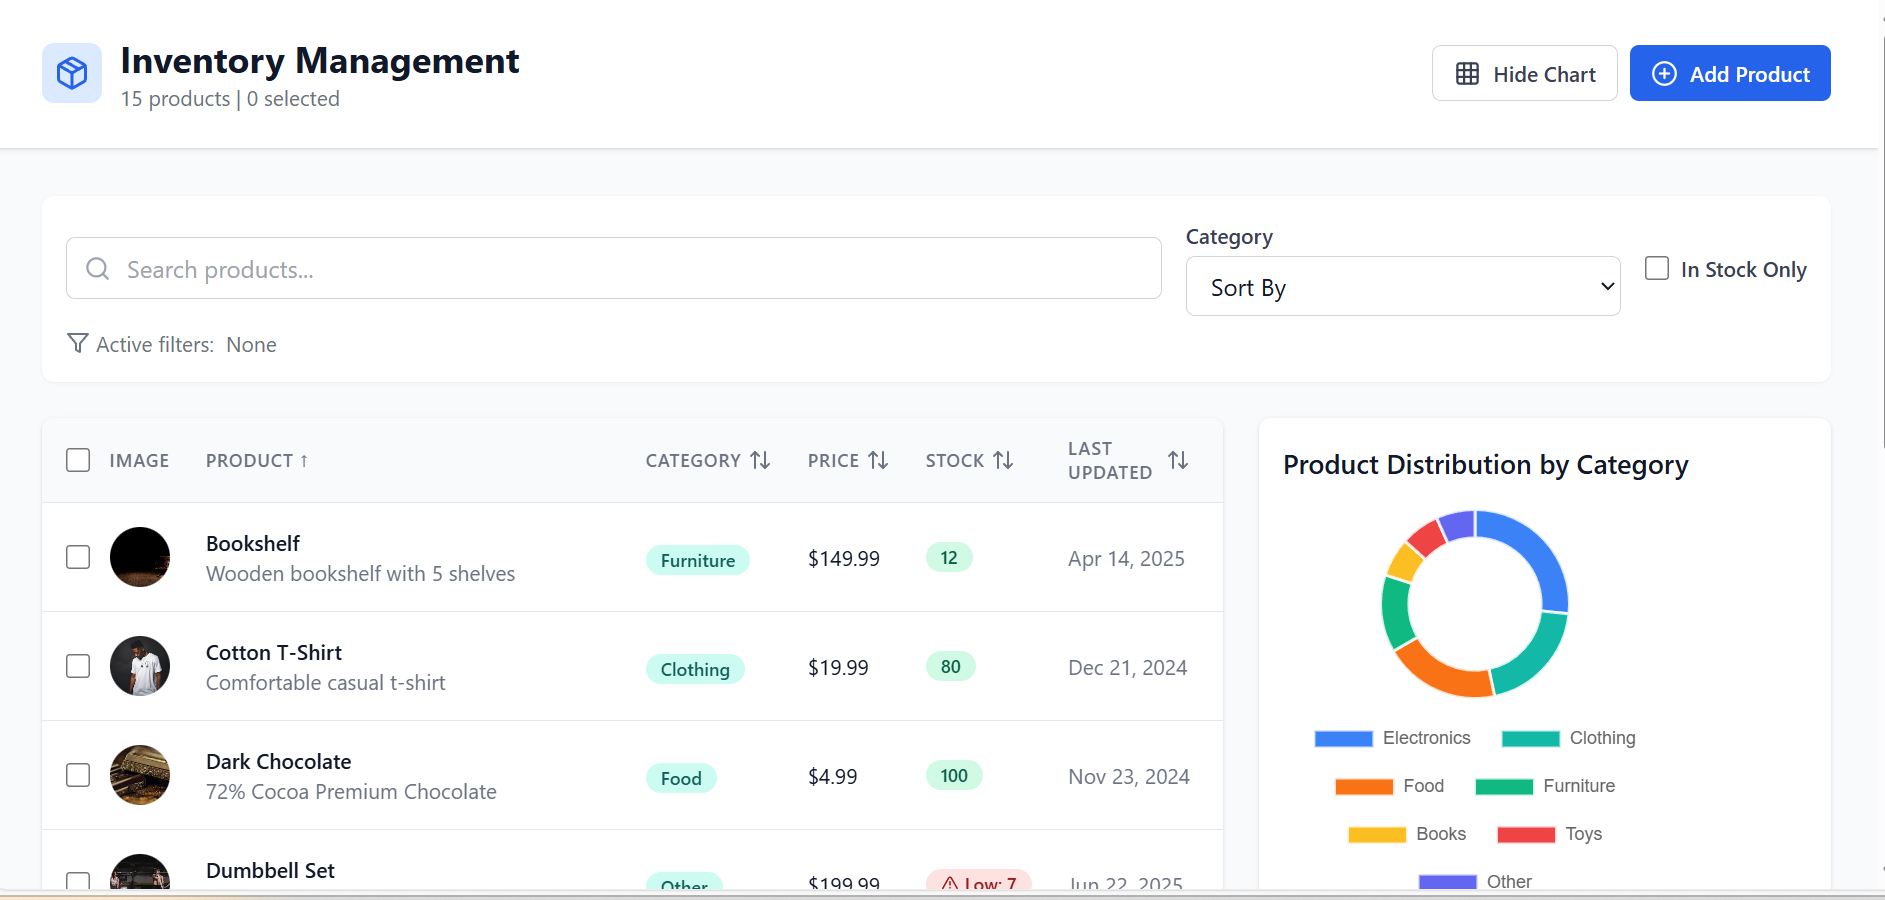 Inventory Management
15 products | 0 selected
Hide Chart
Add Product
Search products...
Category
Sort By
In Stock Only
Active filters: None
IMAGE
PRODUCT ↑
CATEGORY
PRICE
STOCK
LAST UPDATED
Bookshelf
Wooden bookshelf with 5 shelves
Furniture
$149.99
12
Apr 14, 2025
Cotton T-Shirt
Comfortable casual t-shirt
Clothing
$19.99
80
Dec 21, 2024
Dark Chocolate
72% Cocoa Premium Chocolate
Food
$4.99
100
Nov 23, 2024
Dumbbell Set
Other
$199.99
Low: 7
Jun 22, 2025
Product Distribution by Category
Electronics
Clothing
Food
Furniture
Books
Toys
Other